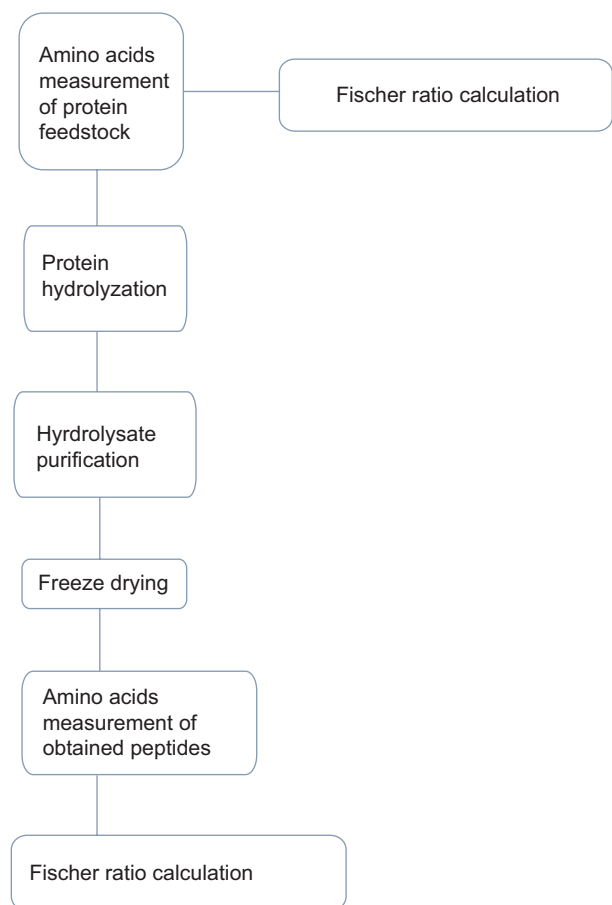 Amino acids
measurement
of protein
feedstock
Fischer ratio calculation
Protein
hydrolyzation
Hyrdrolysate
purification
Freeze drying
Amino acids
measurement of
obtained peptides
Fischer ratio calculation